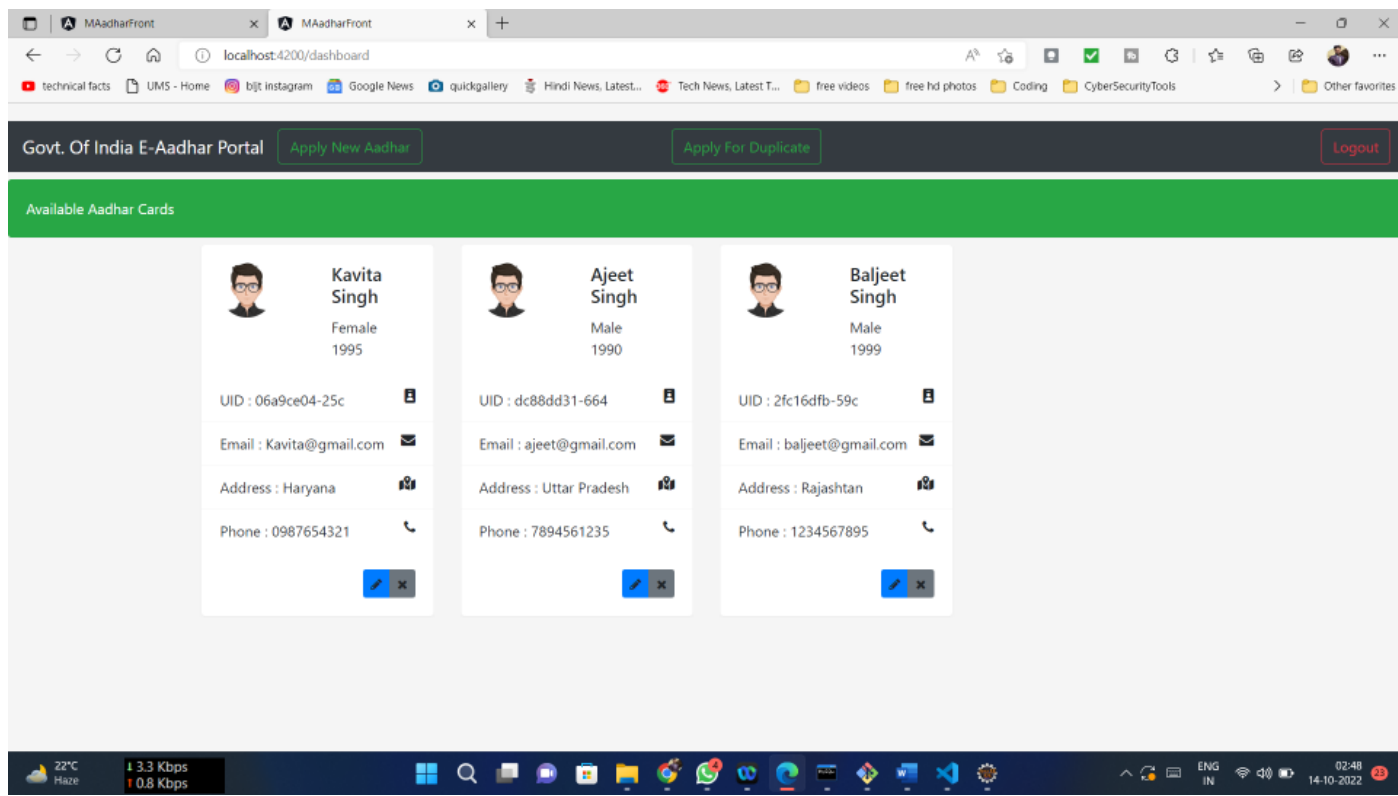 MAadharFront
MAadharFront
localhost:4200/dashboard
technical facts
UMS - Home
bljt instagram
Google News
quickgallery
Hindi News, Latest...
Tech News, Latest T...
free videos
free hd photos
Coding
CyberSecurityTools
Other favorites
Govt. Of India E-Aadhar Portal
Apply New Aadhar
Apply For Duplicate
Logout
Available Aadhar Cards
Kavita
Singh
Female
1995
UID : 06a9ce04-25c
Email : Kavita@gmail.com
Address : Haryana
Phone : 0987654321
Ajeet
Singh
Male
1990
UID : dc88dd31-664
Email : ajeet@gmail.com
Address : Uttar Pradesh
Phone : 7894561235
Baljeet
Singh
Male
1999
UID : 2fc16dfb-59c
Email : baljeet@gmail.com
Address : Rajashtan
Phone : 1234567895
22°C
Haze
↓ 3.3 Kbps
↑ 0.8 Kbps
4
ENG
IN
02:48
14-10-2022
23